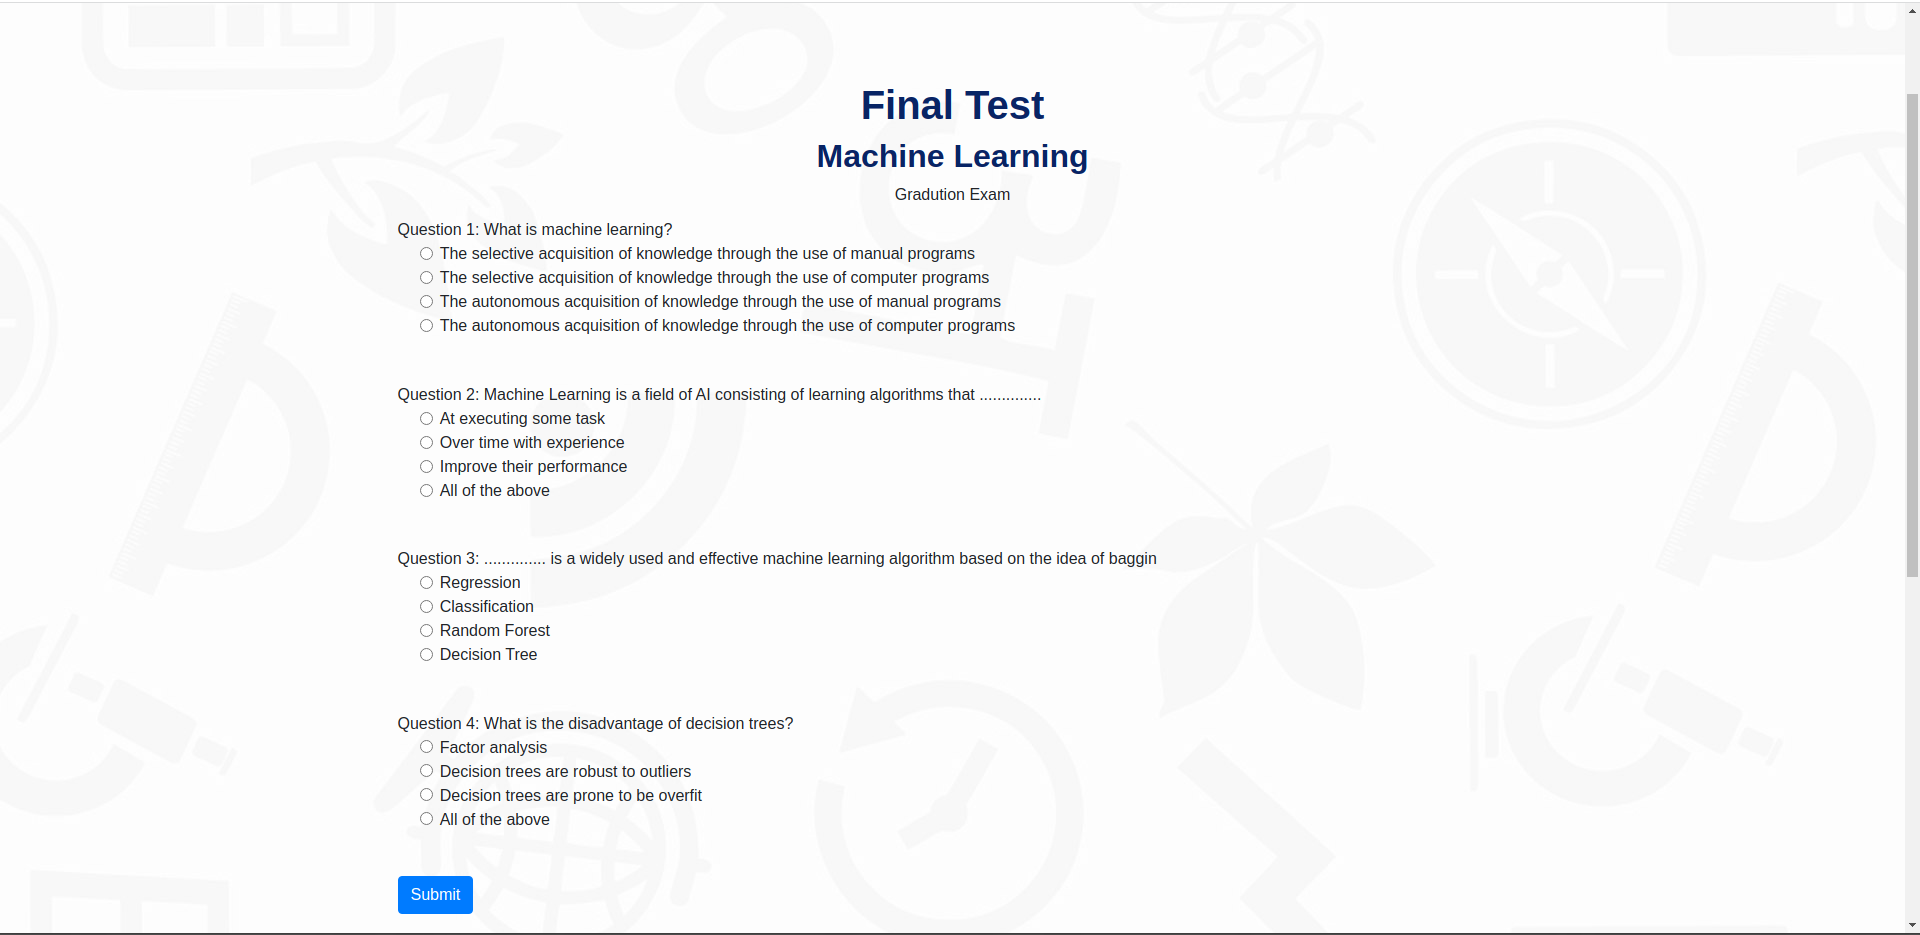 Final Test
Machine Learning
Gradution Exam
Question 1: What is machine learning?
The selective acquisition of knowledge through the use of manual programs
The selective acquisition of knowledge through the use of computer programs
The autonomous acquisition of knowledge through the use of manual programs
The autonomous acquisition of knowledge through the use of computer programs
Question 2: Machine Learning is a field of AI consisting of learning algorithms that ..............
At executing some task
Over time with experience
Improve their performance
All of the above
Question 3: .............. is a widely used and effective machine learning algorithm based on the idea of baggin
Regression
Classification
Random Forest
Decision Tree
Question 4: What is the disadvantage of decision trees?
Factor analysis
Decision trees are robust to outliers
Decision trees are prone to be overfit
All of the above
Submit